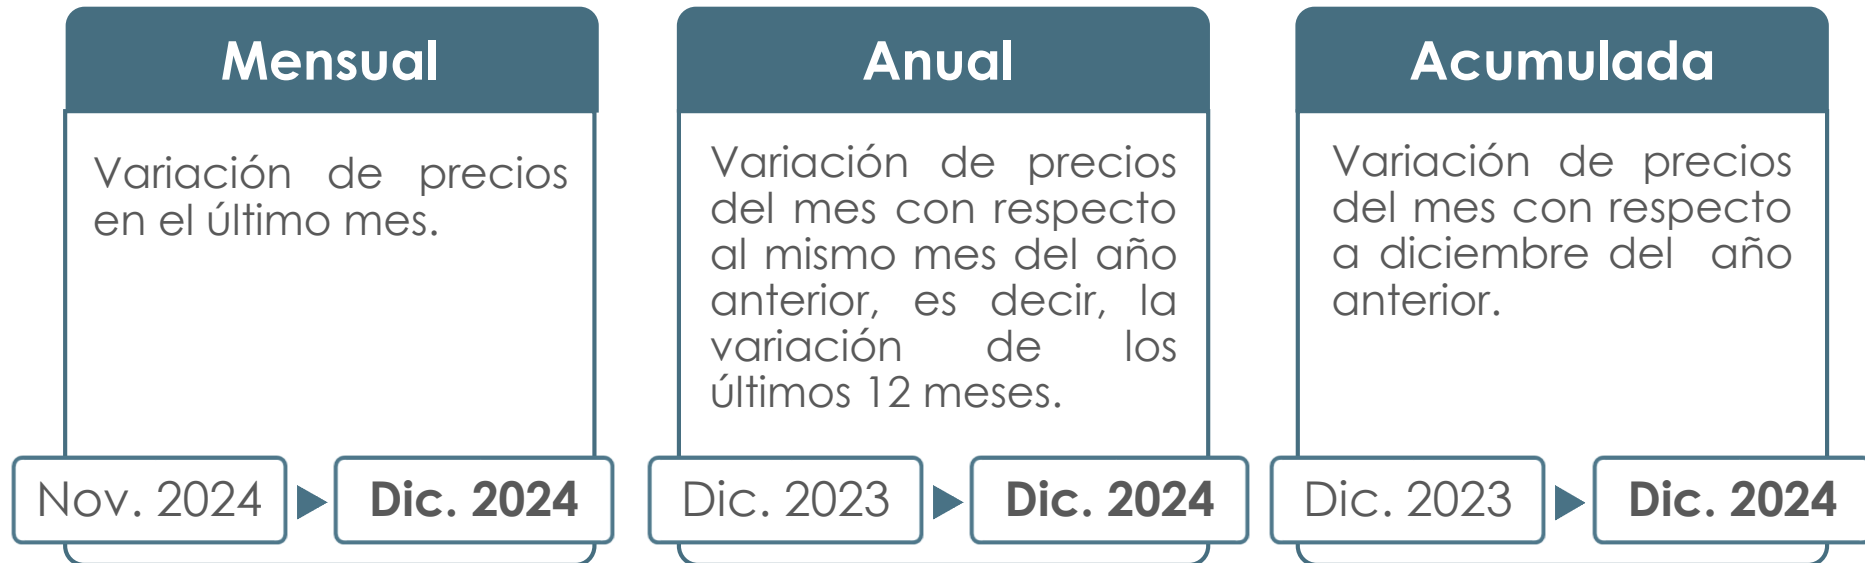 Mensual
Variación de precios
en el último mes.
Nov. 2024
Dic. 2024
Anual
Variación de precios
del mes con respecto
al mismo mes del año
anterior, es decir, la
variación de los
últimos 12 meses.
Dic. 2023
Dic. 2024
Acumulada
Variación de precios
del mes con respecto
a diciembre del año
anterior.
Dic. 2023
Dic. 2024